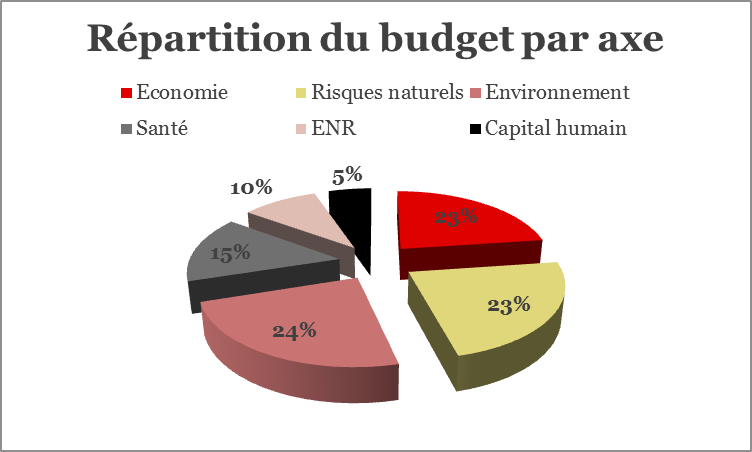 Répartition du budget par axe
Economie Risques naturels Environnement
Santé ENR Capital humain
5%
10%
23%
15%
23%
24%